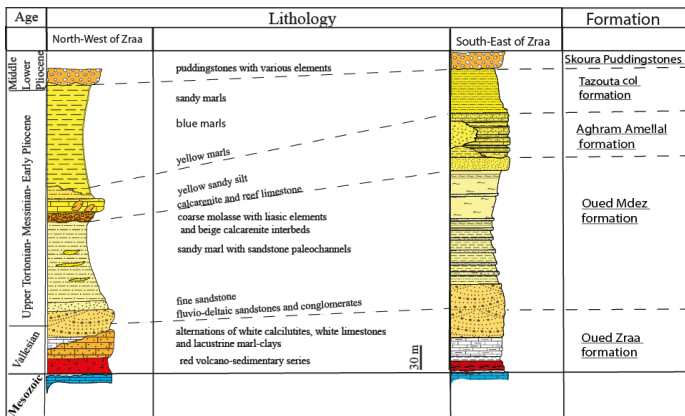 Age
Lithology
Formation
North-West of Zraa
South-East of Zraa
Middle
Lower
Pliocene
puddingstones with various elements
Skoura Puddingstones
sandy marls
Tazouta col
formation
blue marls
Aghram Amellal
formation
yellow marls
Upper Tortonian- Messinian- Early Pliocene
yellow sandy silt
calcarenite and reef limestone
coarse molasse with liasic elements
and beige calcarenite interbeds
Oued Mdez
formation
sandy marl with sandstone paleochannels
fine sandstone
fluvio-deltaic sandstones and conglomerates
Vallesian
alternations of white calcilutites, white limestones
and lacustrine marl-clays
Oued Zraa
formation
red volcano-sedimentary series
30 m
Mesozoic